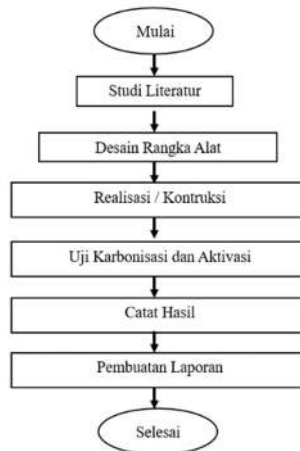 Mulai
Studi Literatur
Desain Rangka Alat
Realisasi / Kontruksi
Uji Karbonisasi dan Aktivasi
Catat Hasil
Pembuatan Laporan
Selesai